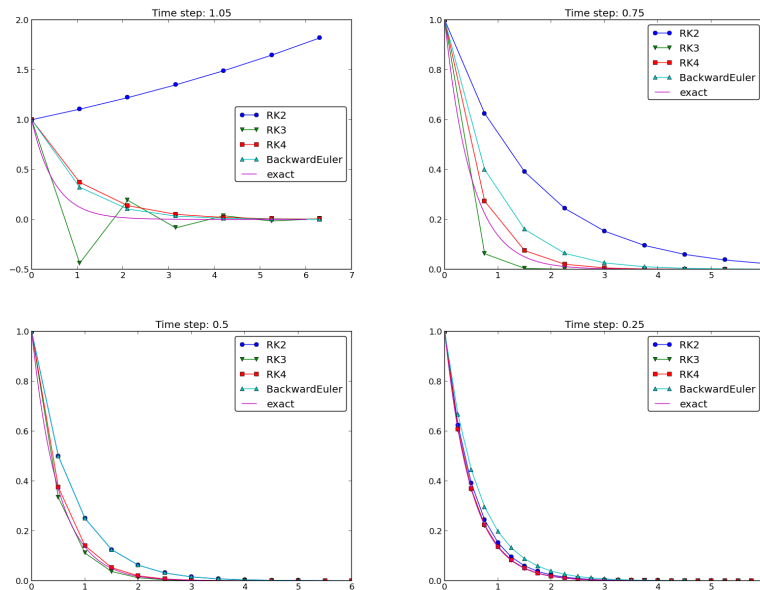 Time step: 1.05
2.0
1.5
1.0
0.5
0.0
−0.5
0 1 2 3 4 5 6 7
RK2
RK3
RK4
BackwardEuler
exact
Time step: 0.75
1.0
0.8
0.6
0.4
0.2
0.0
0 1 2 3 4 5
RK2
RK3
RK4
BackwardEuler
exact
Time step: 0.5
1.0
0.8
0.6
0.4
0.2
0.0
0 1 2 3 4 5 6
RK2
RK3
RK4
BackwardEuler
exact
Time step: 0.25
1.0
0.8
0.6
0.4
0.2
0.0
0 1 2 3 4 5
RK2
RK3
RK4
BackwardEuler
exact